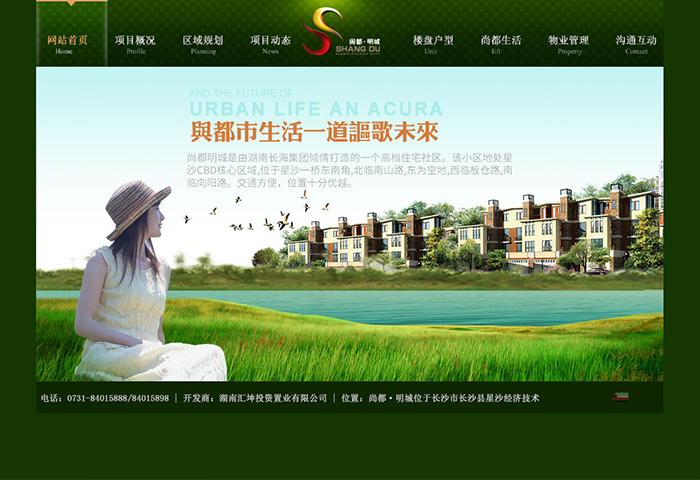 网站首页 项目概况 区域规划 项目动态 尚都·明城 楼盘户型 尚都生活 物业管理 沟通互动
Home Profile Planning News SHANG DU Unit Iift Property Contact
MAGNIFICENT CITY
AND THE FUTURE OF
URBAN LIFE AN ACURA
與都市生活一道謳歌未來
尚都明城是由湖南长海集团倾情打造的一个高档住宅社区。该小区地处星
沙CBD核心区域,位于星沙一桥东南角,北临南山路,东为空地,西临板仓路,南
临向阳路。交通方便，位置十分优越。
电话：0731-84015888/84015898 | 开发商：湖南汇坤投资置业有限公司 | 位置：尚都·明城位于长沙市长沙县星沙经济技术